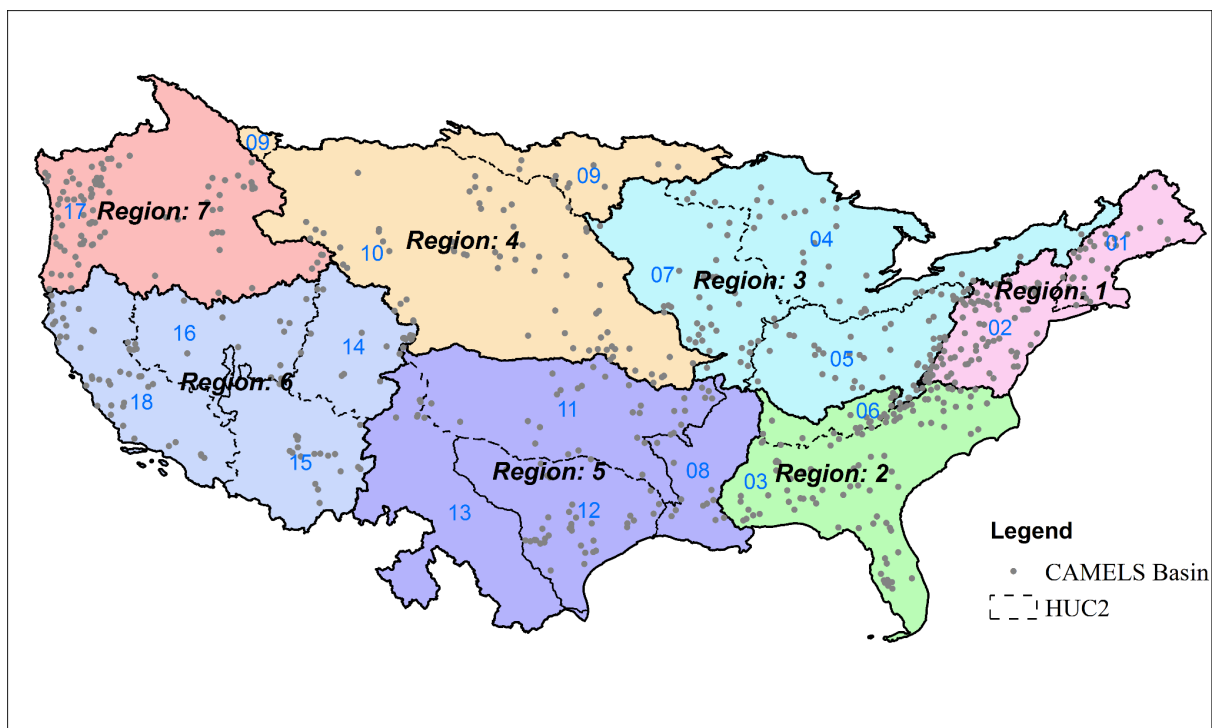 09
09
17
Region: 7
10
Region: 4
04
01
07
Region: 3
Region: 1
16
14
02
05
Region: 6
18
11
06
15
Region: 5
08
03
Region: 2
13
12
Legend
CAMELS Basin
HUC2